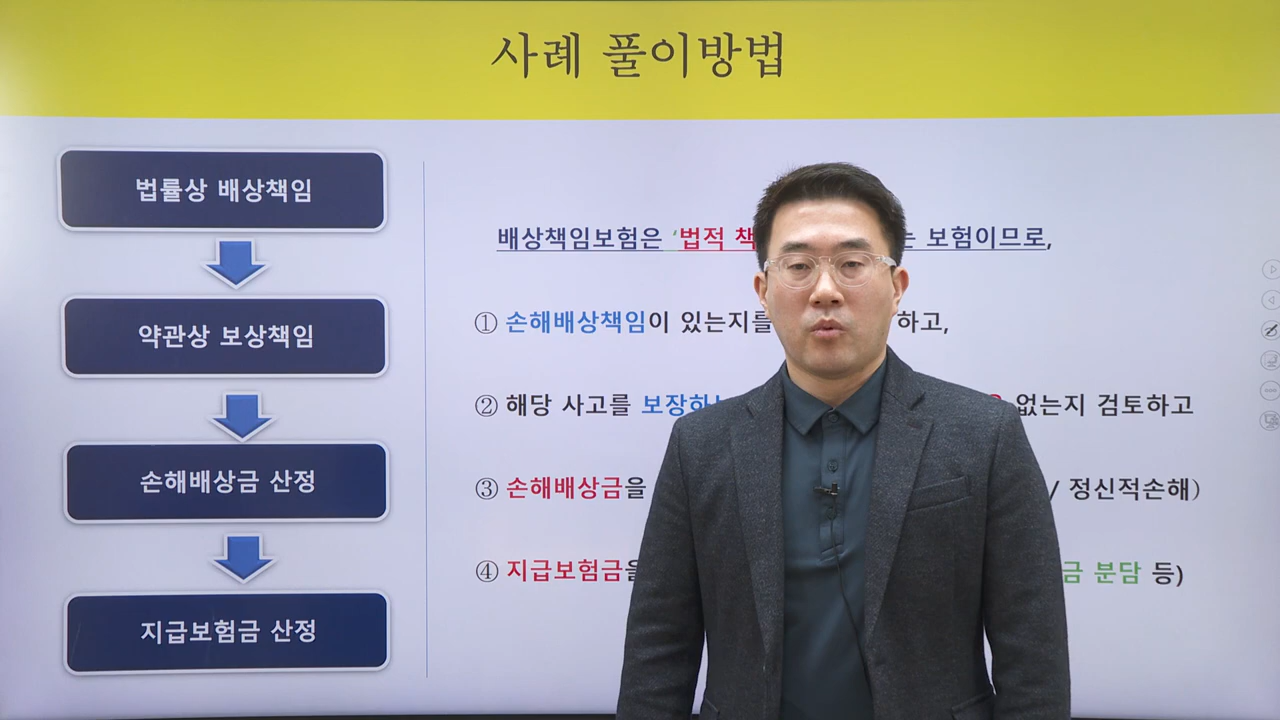 사례 풀이방법
법률상 배상책임
약관상 보상책임
손해배상금 산정
지급보험금 산정
배상책임보험은 '법적 책 는 보험이므로,
① 손해배상책임이 있는지를 하고,
② 해당 사고를 보장하는 없는지 검토하고
③ 손해배상금을 / 정신적손해)
④ 지급보험금을 금 분담 등)